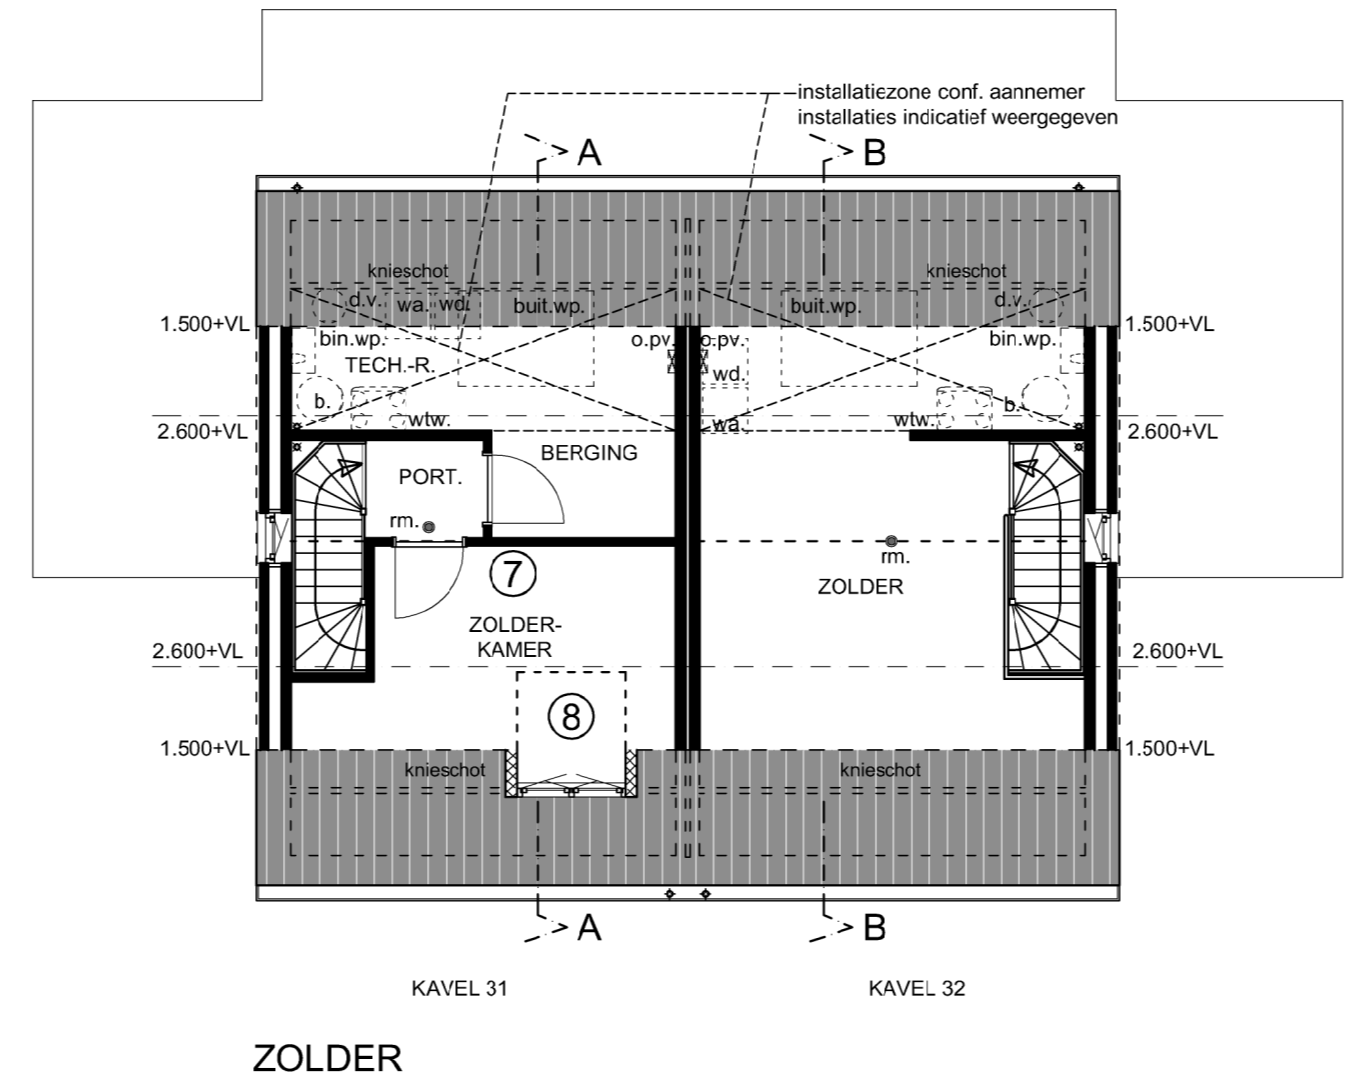 installatiezone conf. aannemer
installaties indicatief weergegeven
A
B
knieschot
knieschot
d.v.
wa.
wd.
buit.wp.
buit.wp.
d.v.
1.500+VL
1.500+VL
bin.wp.
o.pv.
o.pv.
bin.wp.
TECH.-R.
wd.
b.
wtw.
wa.
wtw.
b.
2.600+VL
2.600+VL
BERGING
PORT.
rm.
rm.
7
ZOLDER
ZOLDER-
KAMER
2.600+VL
2.600+VL
8
1.500+VL
1.500+VL
knieschot
knieschot
A
B
KAVEL 31
KAVEL 32
ZOLDER